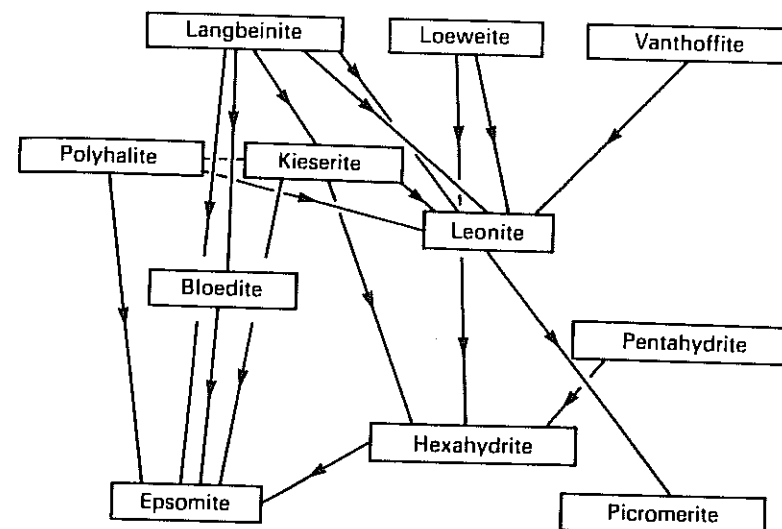 Langbeinite
Loeweite
Vanthoffite
Polyhalite
Kieserite
Leonite
Bloedite
Pentahydrite
Hexahydrite
Epsomite
Picromerite